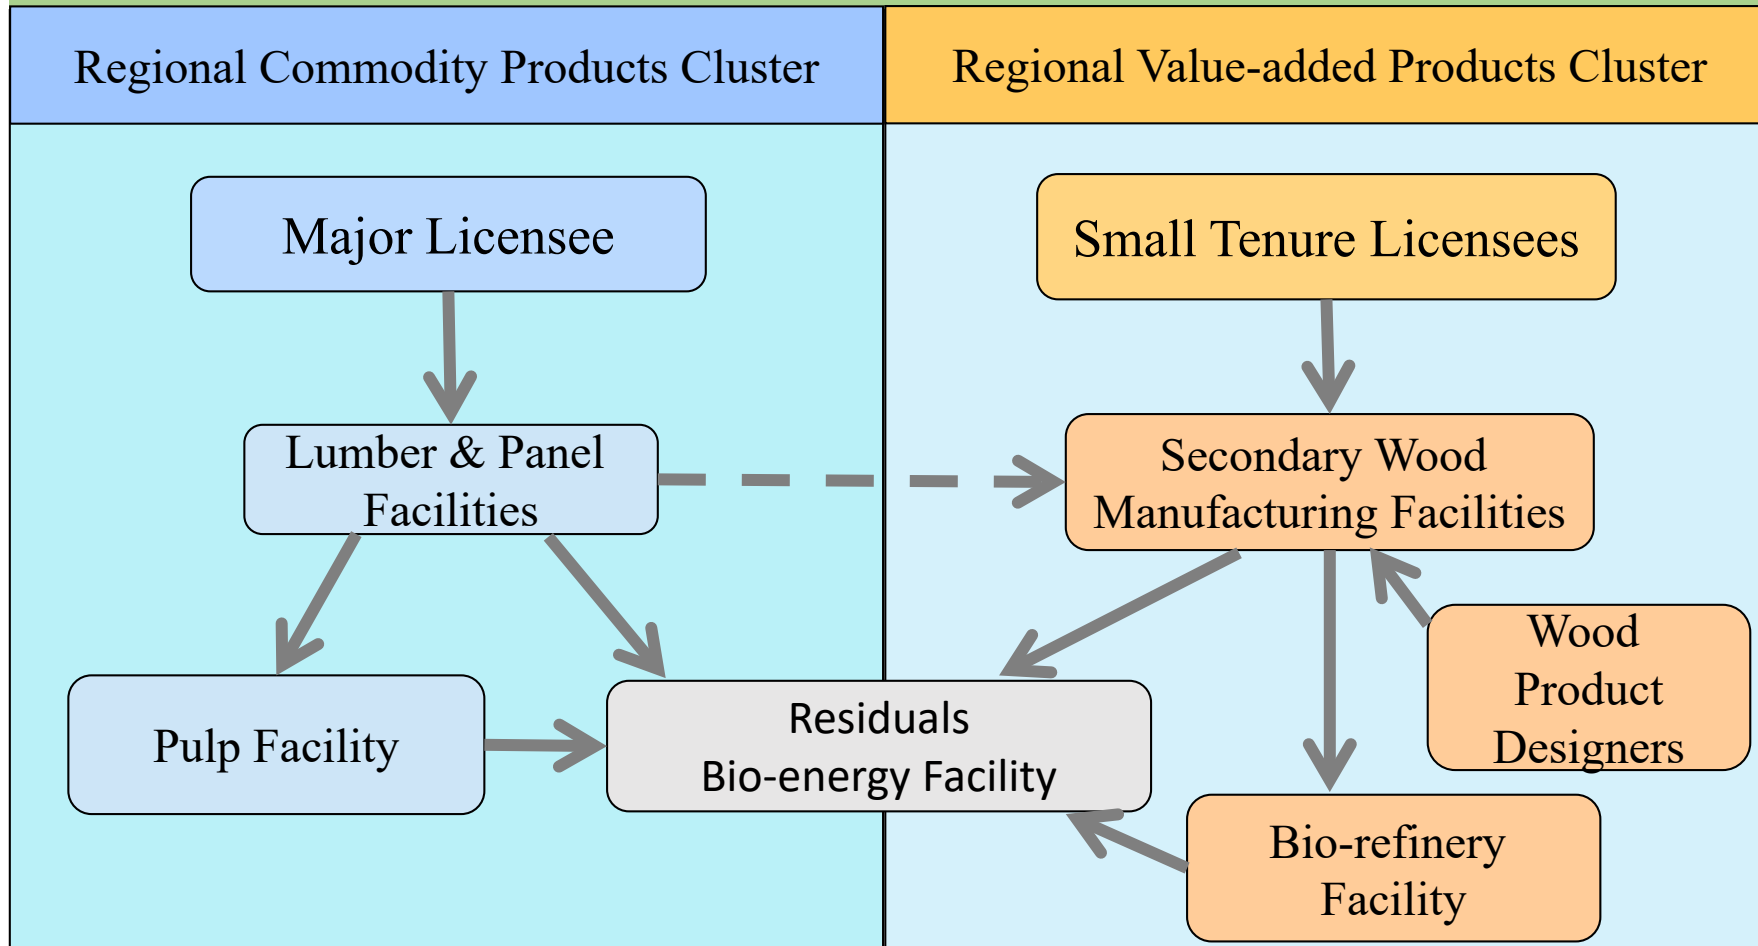 Regional Commodity Products Cluster
Regional Value-added Products Cluster
Major Licensee
Small Tenure Licensees
Lumber & Panel
Facilities
Secondary Wood
Manufacturing Facilities
Wood
Product
Designers
Pulp Facility
Residuals
Bio-energy Facility
Bio-refinery
Facility